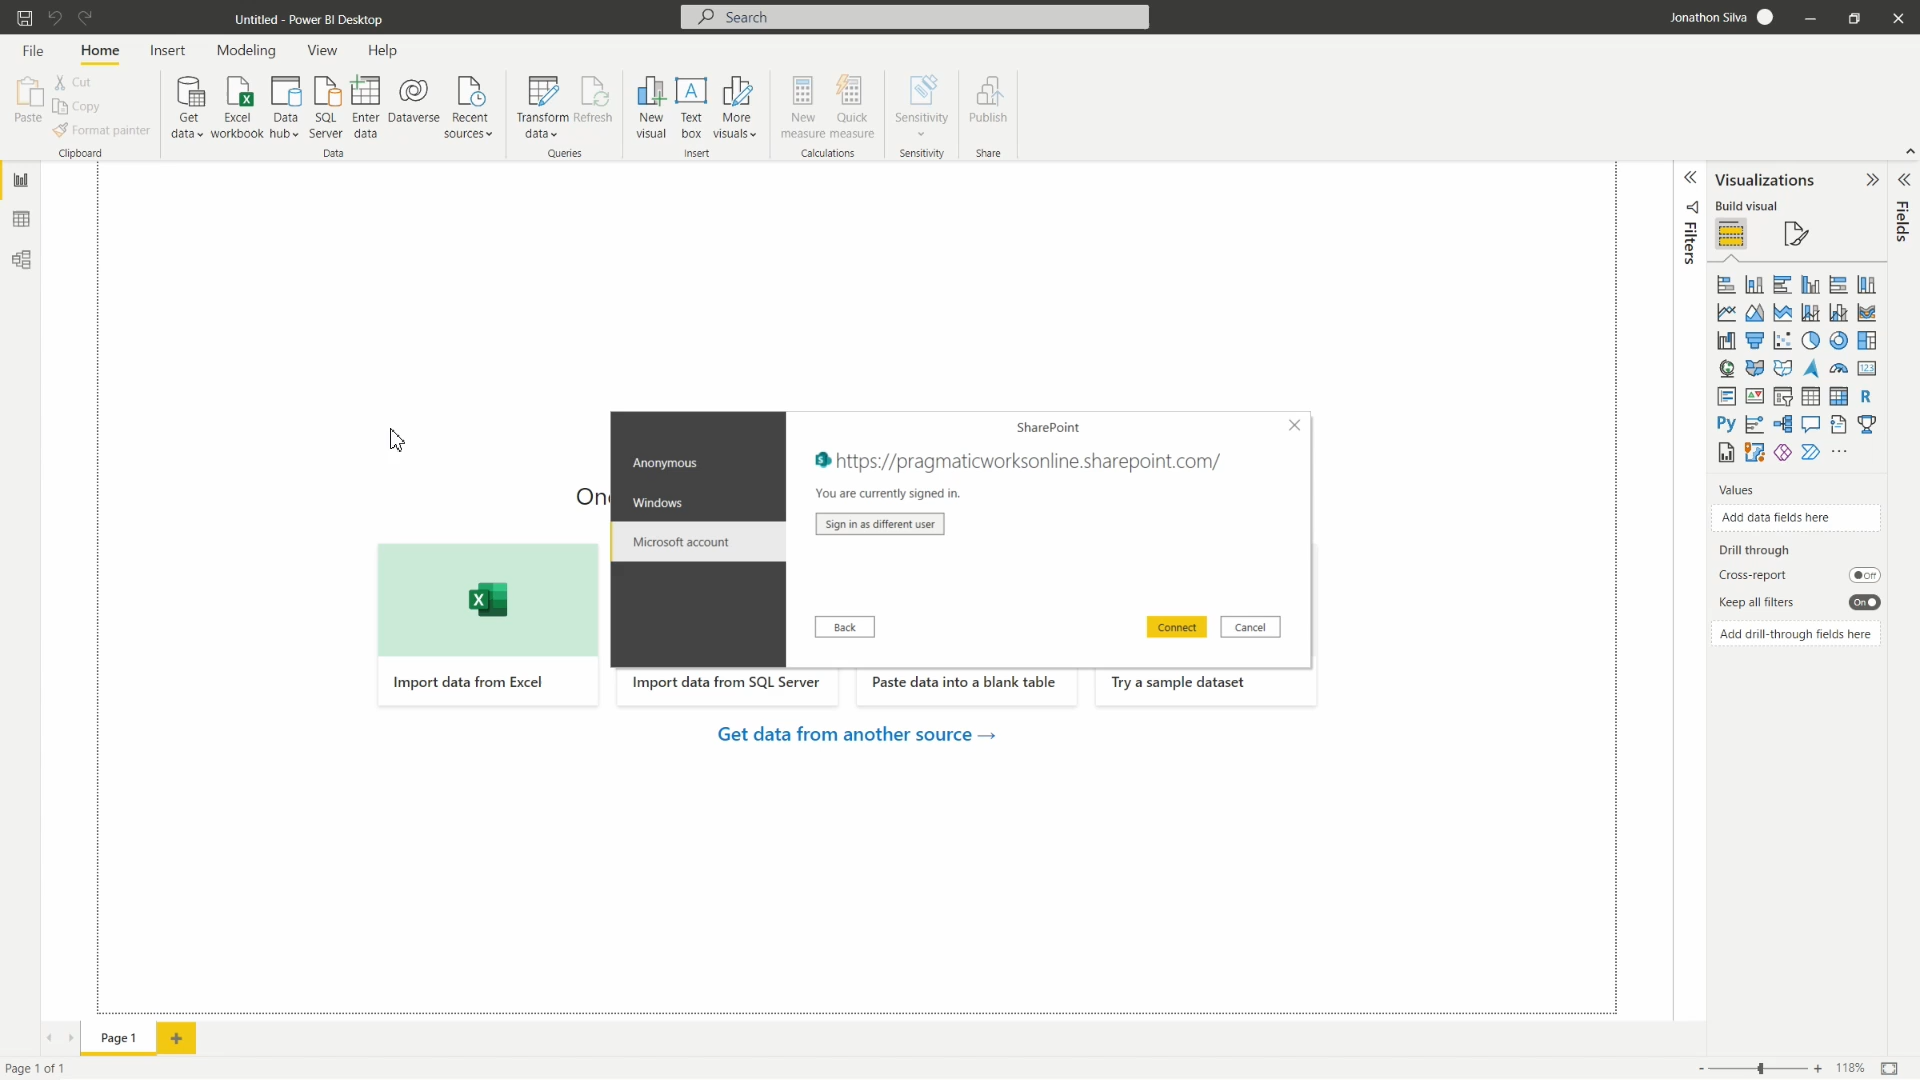 Untitled - Power BI Desktop
Search
Jonathon Silva
File
Home
Insert
Modeling
View
Help
Paste
Cut
Copy
Format painter
Clipboard
Get data
Excel workbook
Data hub
SQL Server
Enter data
Dataverse
Recent sources
Data
Transform data
Refresh
Queries
New visual
Text box
More visuals
Insert
New measure
Quick measure
Calculations
Sensitivity
Sensitivity
Publish
Share
Filters
Visualizations
Build visual
Fields
123
R
Py
Values
Add data fields here
Drill through
Cross-report
Off
Keep all filters
On
Add drill-through fields here
On
SharePoint
Anonymous
Windows
Microsoft account
https://pragmaticworksonline.sharepoint.com/
You are currently signed in.
Sign in as different user
Back
Connect
Cancel
Import data from Excel
Import data from SQL Server
Paste data into a blank table
Try a sample dataset
Get data from another source →
Page 1
Page 1 of 1
118%